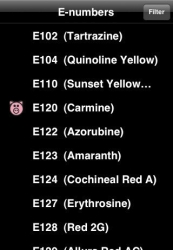 E-numbers
Filter
E102 (Tartrazine)
E104 (Quinoline Yellow)
E110 (Sunset Yellow...
E120 (Carmine)
E122 (Azorubine)
E123 (Amaranth)
E124 (Cochineal Red A)
E127 (Erythrosine)
E128 (Red 2G)
E129 (Allura Red AC)